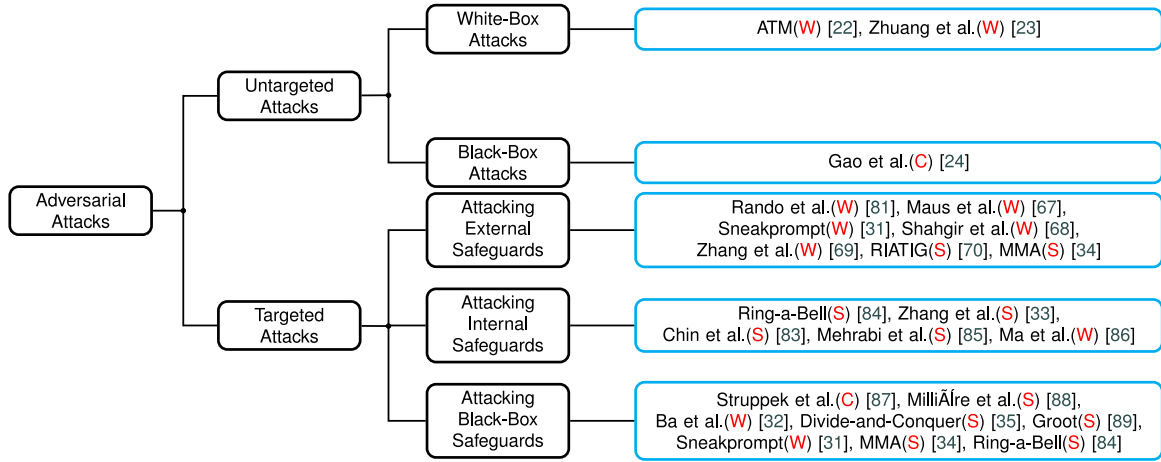 White-Box
Attacks
ATM(W) [22], Zhuang et al.(W) [23]
Untargeted
Attacks
Black-Box
Attacks
Gao et al.(C) [24]
Adversarial
Attacks
Attacking
External
Safeguards
Rando et al.(W) [81], Maus et al.(W) [67],
Sneakprompt(W) [31], Shahgir et al.(W) [68],
Zhang et al.(W) [69], RIATIG(S) [70], MMA(S) [34]
Targeted
Attacks
Attacking
Internal
Safeguards
Ring-a-Bell(S) [84], Zhang et al.(S) [33],
Chin et al.(S) [83], Mehrabi et al.(S) [85], Ma et al.(W) [86]
Attacking
Black-Box
Safeguards
Struppek et al.(C) [87], MilliÃÍre et al.(S) [88],
Ba et al.(W) [32], Divide-and-Conquer(S) [35], Groot(S) [89],
Sneakprompt(W) [31], MMA(S) [34], Ring-a-Bell(S) [84]